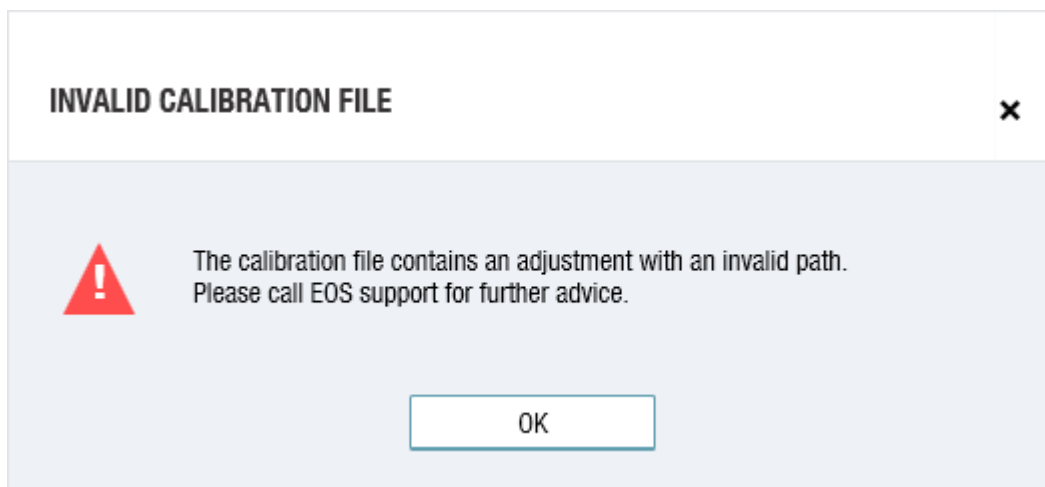 INVALID CALIBRATION FILE
The calibration file contains an adjustment with an invalid path.
Please call EOS support for further advice.
OK